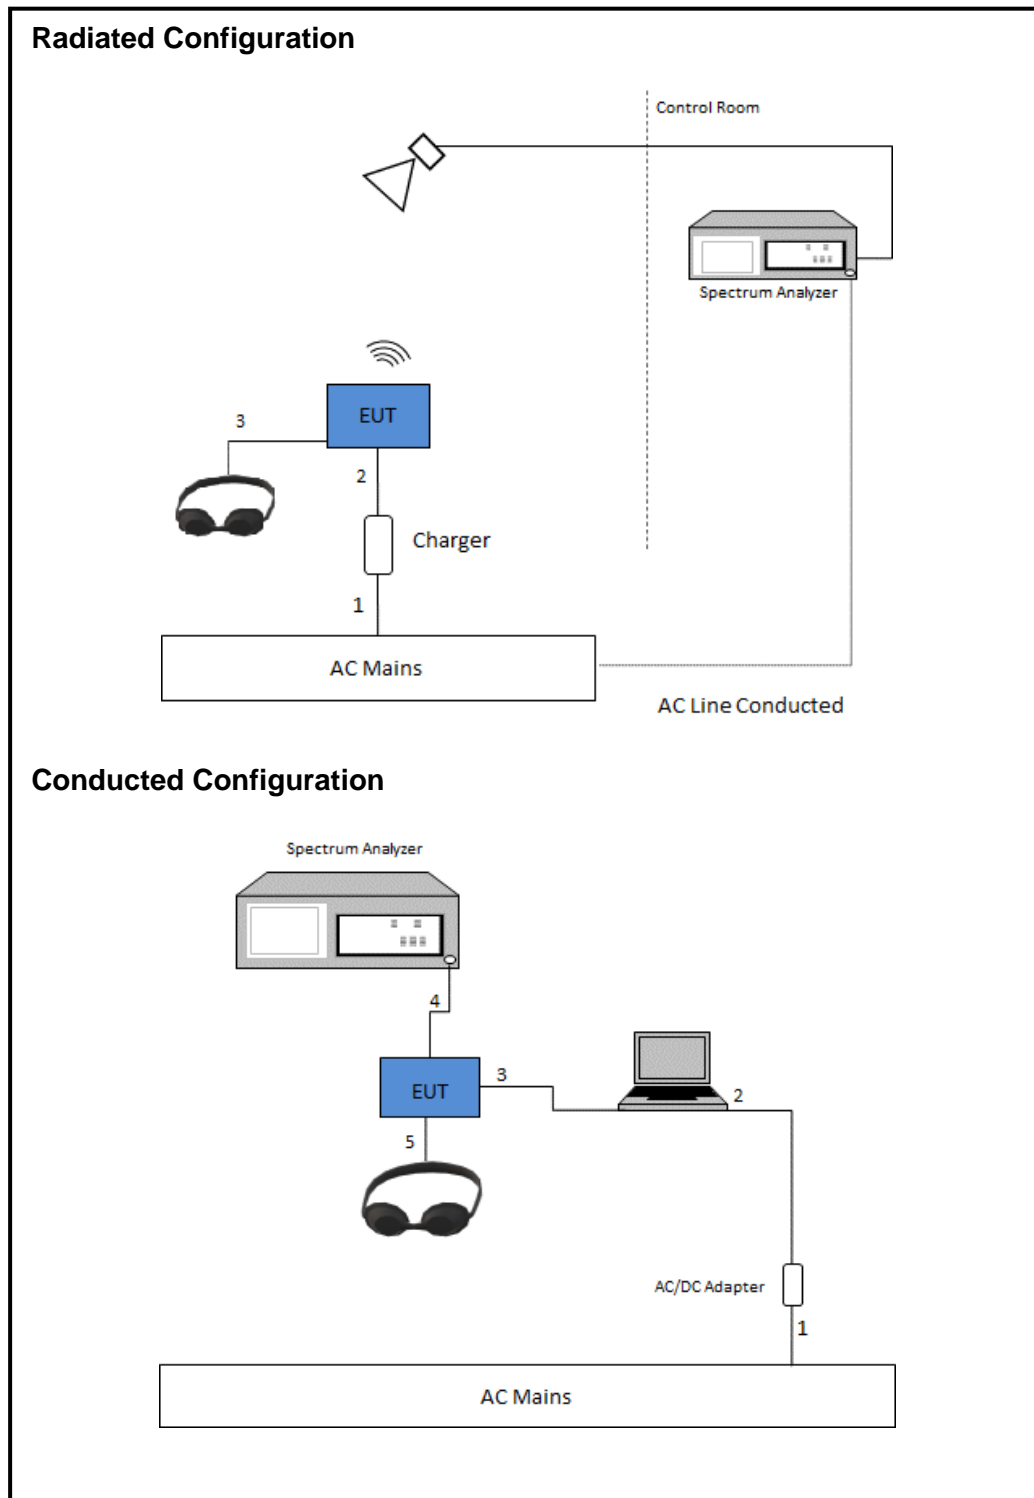 Radiated Configuration
Control Room
Spectrum Analyzer
EUT
3
2
Charger
1
AC Mains
AC Line Conducted
Conducted Configuration
Spectrum Analyzer
4
EUT
3
2
5
AC/DC Adapter
1
AC Mains